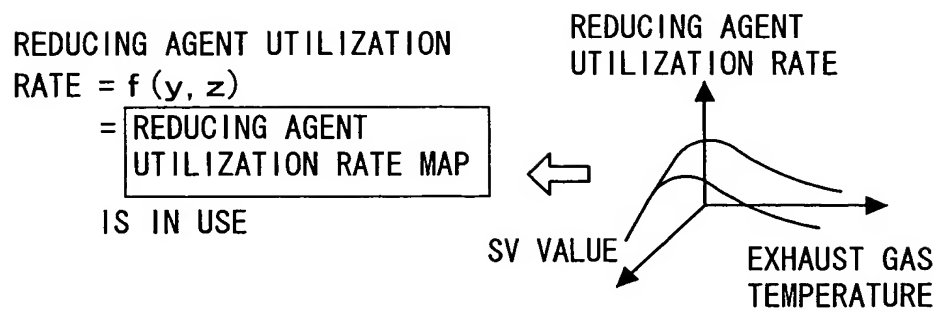 REDUCING AGENT UTILIZATION
RATE = f (y, z)
= REDUCING AGENT
UTILIZATION RATE MAP
IS IN USE
REDUCING AGENT
UTILIZATION RATE
SV VALUE
EXHAUST GAS
TEMPERATURE